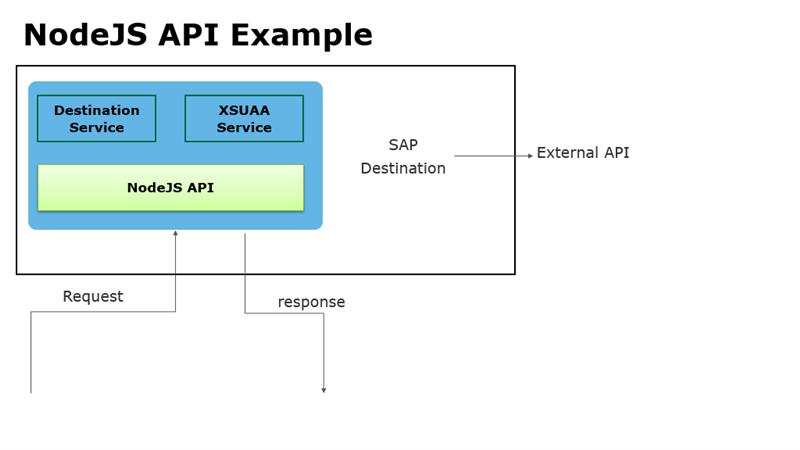 NodeJS API Example
Destination
Service
XSUAA
Service
NodeJS API
SAP
Destination
External API
Request
response